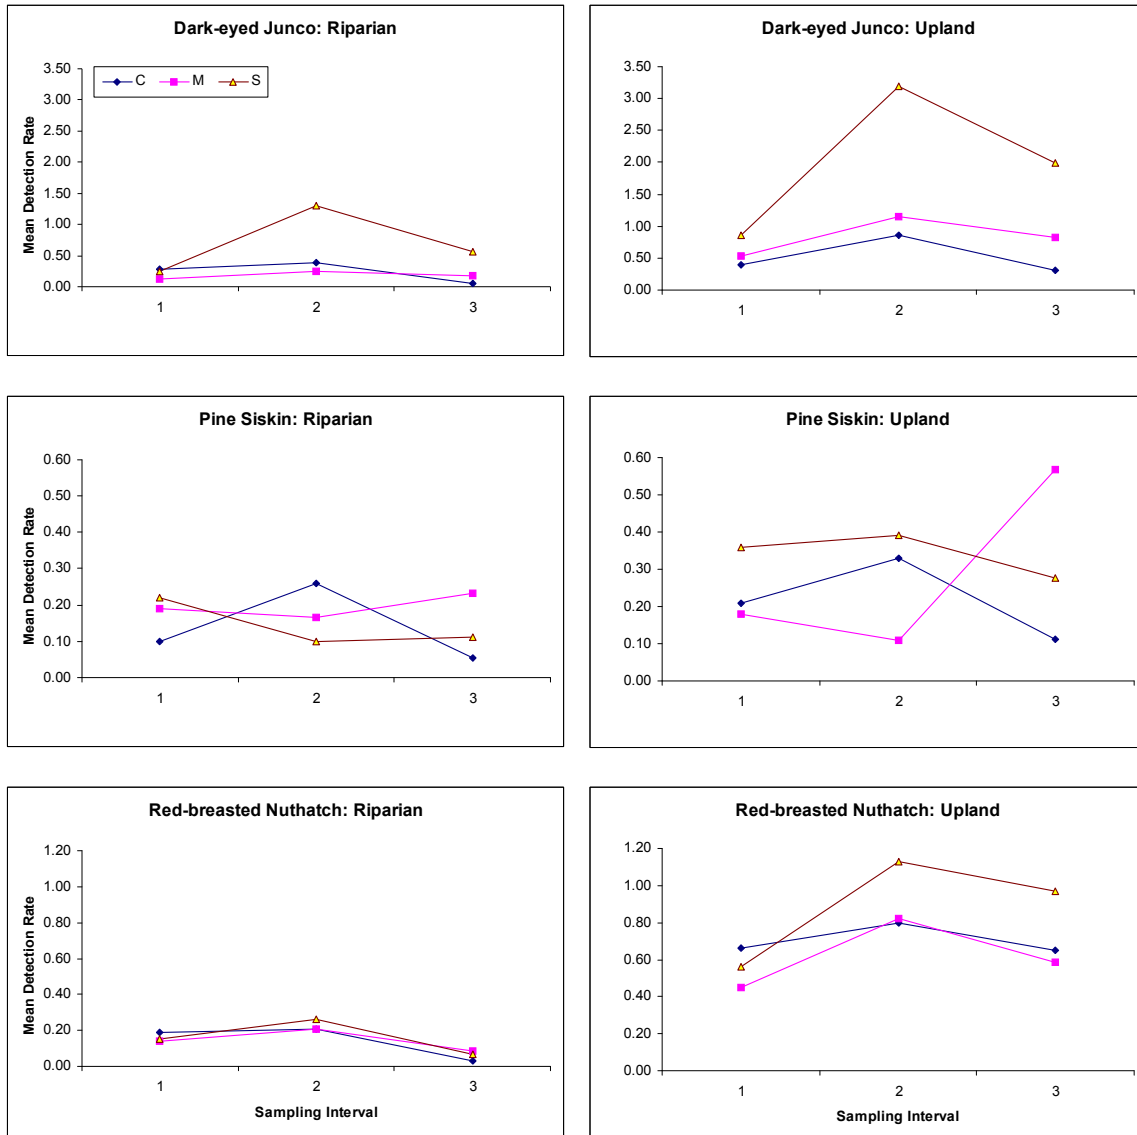 Dark-eyed Junco: Riparian
Mean Detection Rate
3.50
3.00
2.50
2.00
1.50
1.00
0.50
0.00
C M S
1 2 3
Dark-eyed Junco: Upland
3.50
3.00
2.50
2.00
1.50
1.00
0.50
0.00
1 2 3
Pine Siskin: Riparian
Mean Detection Rate
0.60
0.50
0.40
0.30
0.20
0.10
0.00
1 2 3
Pine Siskin: Upland
0.60
0.50
0.40
0.30
0.20
0.10
0.00
1 2 3
Red-breasted Nuthatch: Riparian
Mean Detection Rate
1.20
1.00
0.80
0.60
0.40
0.20
0.00
1 2 3
Sampling Interval
Red-breasted Nuthatch: Upland
1.20
1.00
0.80
0.60
0.40
0.20
0.00
1 2 3
Sampling Interval